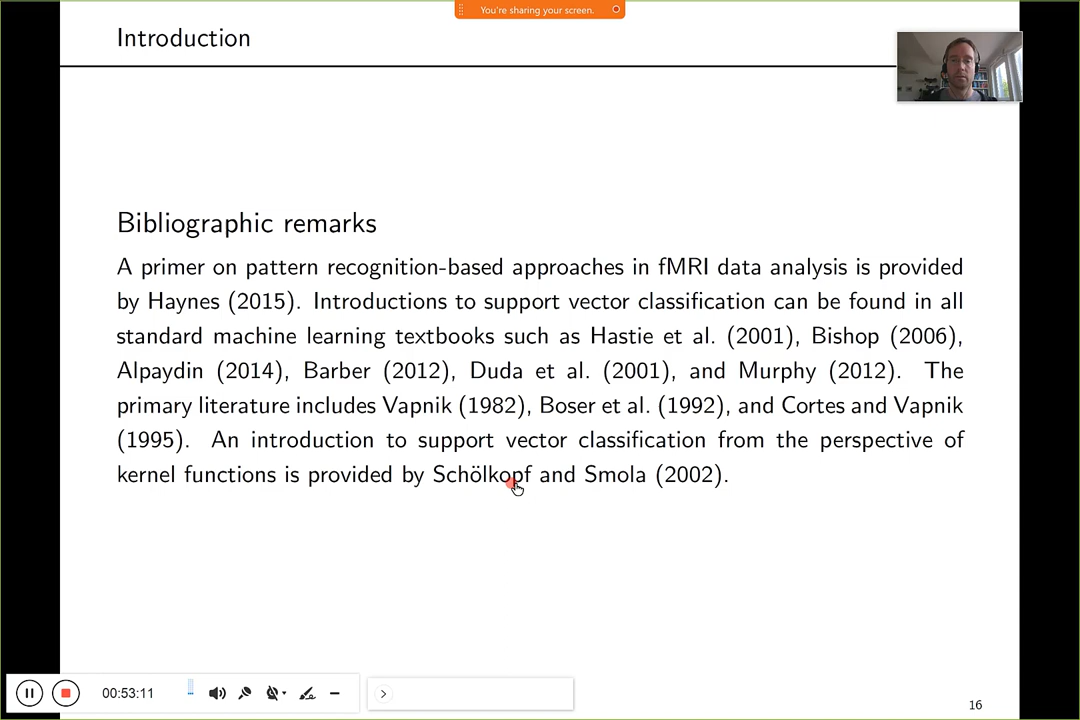 You're sharing your screen.
Introduction
Bibliographic remarks
A primer on pattern recognition-based approaches in fMRI data analysis is provided
by Haynes (2015). Introductions to support vector classification can be found in all
standard machine learning textbooks such as Hastie et al. (2001), Bishop (2006),
Alpaydin (2014), Barber (2012), Duda et al. (2001), and Murphy (2012). The
primary literature includes Vapnik (1982), Boser et al. (1992), and Cortes and Vapnik
(1995). An introduction to support vector classification from the perspective of
kernel functions is provided by Schölkopf and Smola (2002).
00:53:11
16